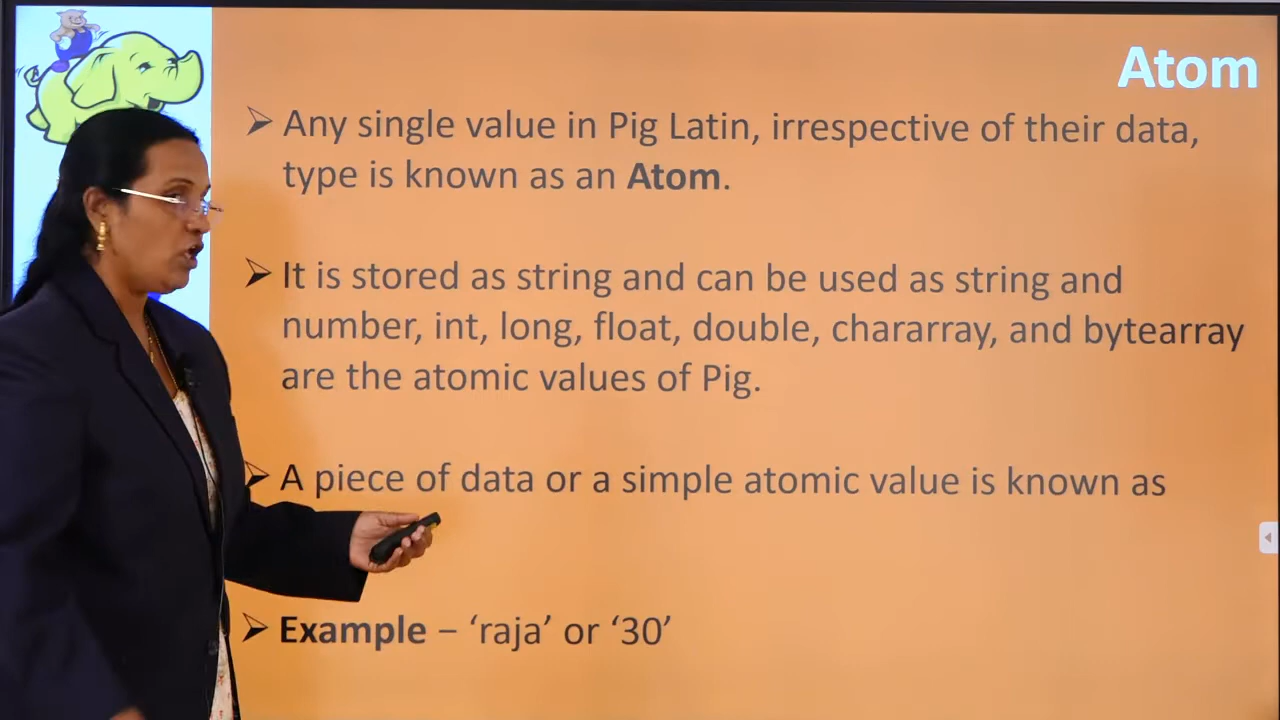 Atom
Any single value in Pig Latin, irrespective of their data,
type is known as an Atom.
It is stored as string and can be used as string and
number, int, long, float, double, chararray, and bytearray
are the atomic values of Pig.
A piece of data or a simple atomic value is known as
Example – ‘raja’ or ‘30’